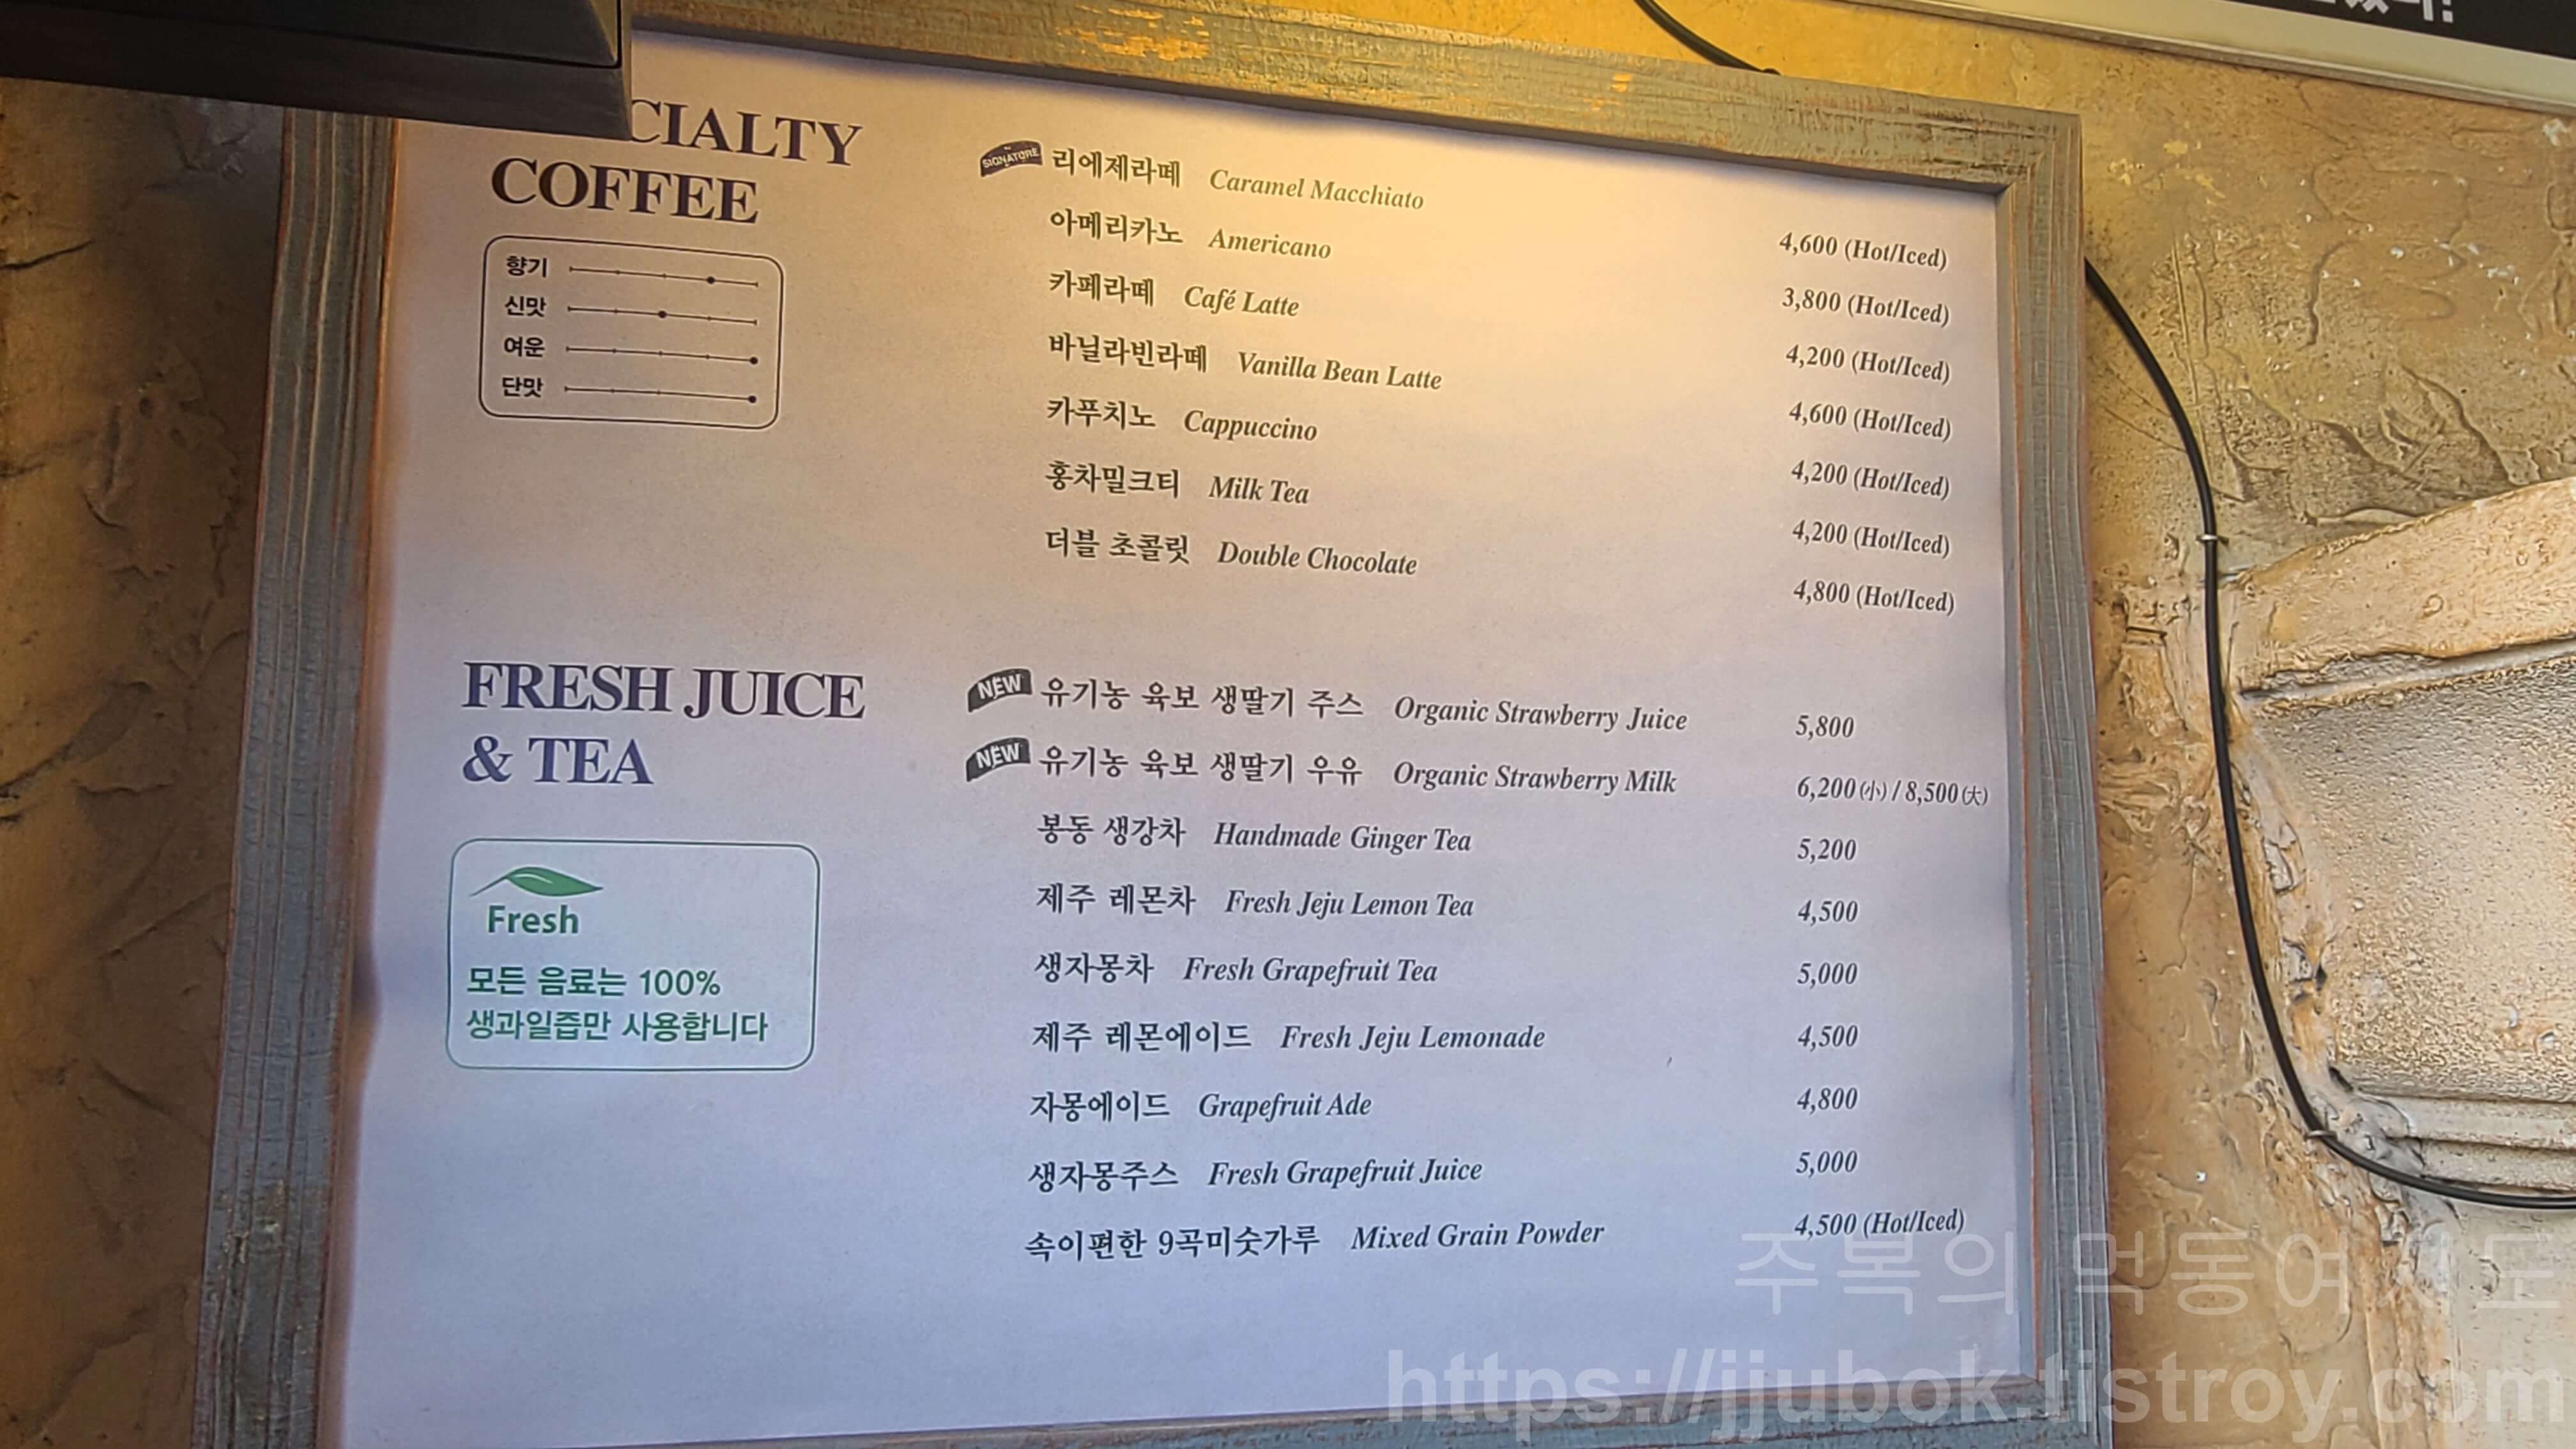 CIALTY
COFFEE
향기
신맛
여운
단맛
SIGNATURE 리에제라떼 Caramel Macchiato 4,600 (Hot/Iced)
아메리카노 Americano 3,800 (Hot/Iced)
카페라떼 Café Latte 4,200 (Hot/Iced)
바닐라빈라떼 Vanilla Bean Latte 4,600 (Hot/Iced)
카푸치노 Cappuccino 4,200 (Hot/Iced)
홍차밀크티 Milk Tea 4,200 (Hot/Iced)
더블 초콜릿 Double Chocolate 4,800 (Hot/Iced)
FRESH JUICE
& TEA
Fresh
모든 음료는 100%
생과일즙만 사용합니다
NEW 유기농 육보 생딸기 주스 Organic Strawberry Juice 5,800
NEW 유기농 육보 생딸기 우유 Organic Strawberry Milk 6,200(小) / 8,500(大)
봉동 생강차 Handmade Ginger Tea 5,200
제주 레몬차 Fresh Jeju Lemon Tea 4,500
생자몽차 Fresh Grapefruit Tea 5,000
제주 레몬에이드 Fresh Jeju Lemonade 4,500
자몽에이드 Grapefruit Ade 4,800
생자몽주스 Fresh Grapefruit Juice 5,000
속이편한 9곡미숫가루 Mixed Grain Powder 4,500 (Hot/Iced)
주복의 먹동여지도
https://jjubok.tistroy.com